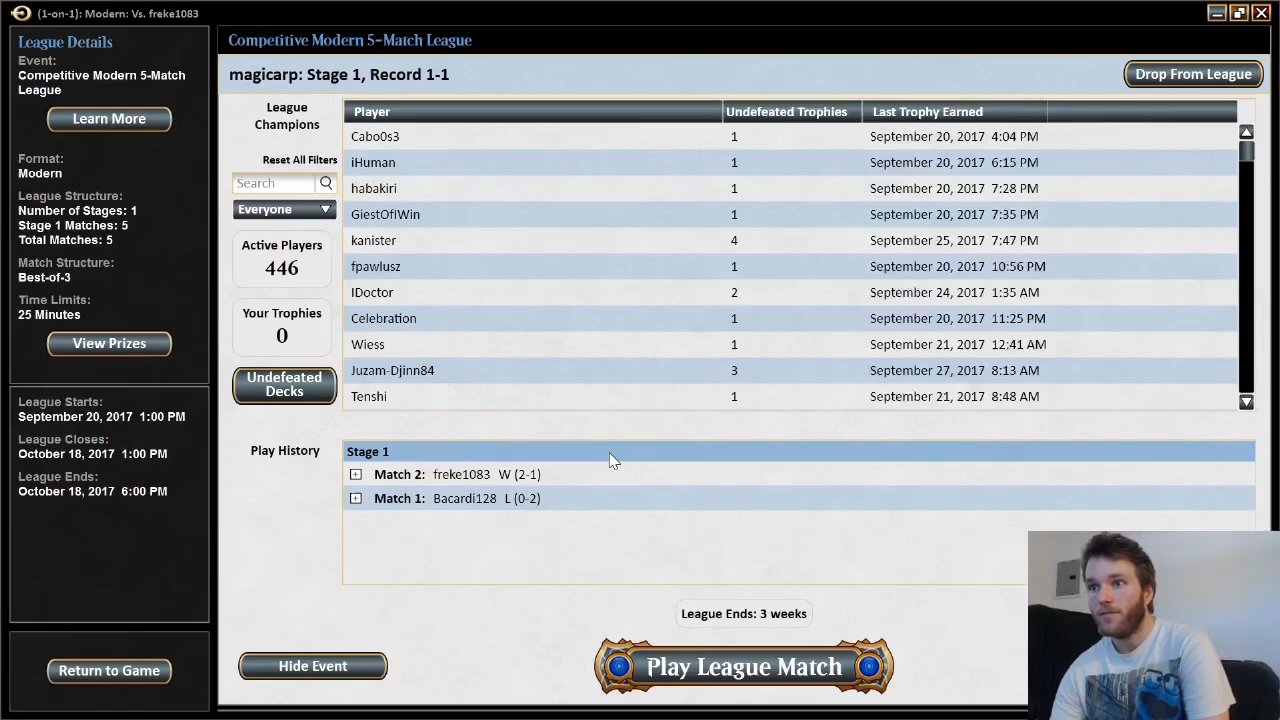 (1-on-1): Modern: Vs. freke1083
League Details
Event:
Competitive Modern 5-Match
League
Learn More
Format:
Modern
League Structure:
Number of Stages: 1
Stage 1 Matches: 5
Total Matches: 5
Match Structure:
Best-of-3
Time Limits:
25 Minutes
View Prizes
League Starts:
September 20, 2017 1:00 PM
League Closes:
October 18, 2017 1:00 PM
League Ends:
October 18, 2017 6:00 PM
Return to Game
Competitive Modern 5-Match League
magicarp: Stage 1, Record 1-1
Drop From League
League
Champions
Reset All Filters
Search
Everyone
Active Players
446
Your Trophies
0
Undefeated
Decks
Player Undefeated Trophies Last Trophy Earned
Cabo0s3 1 September 20, 2017 4:04 PM
iHuman 1 September 20, 2017 6:15 PM
habakiri 1 September 20, 2017 7:28 PM
GiestOfIWin 1 September 20, 2017 7:35 PM
kanister 4 September 25, 2017 7:47 PM
fpawlusz 1 September 20, 2017 10:56 PM
IDoctor 2 September 24, 2017 1:35 AM
Celebration 1 September 20, 2017 11:25 PM
Wiess 1 September 21, 2017 12:41 AM
Juzam-Djinn84 3 September 27, 2017 8:13 AM
Tenshi 1 September 21, 2017 8:48 AM
Play History
Stage 1
Match 2: freke1083 W (2-1)
Match 1: Bacardi128 L (0-2)
League Ends: 3 weeks
Hide Event
Play League Match